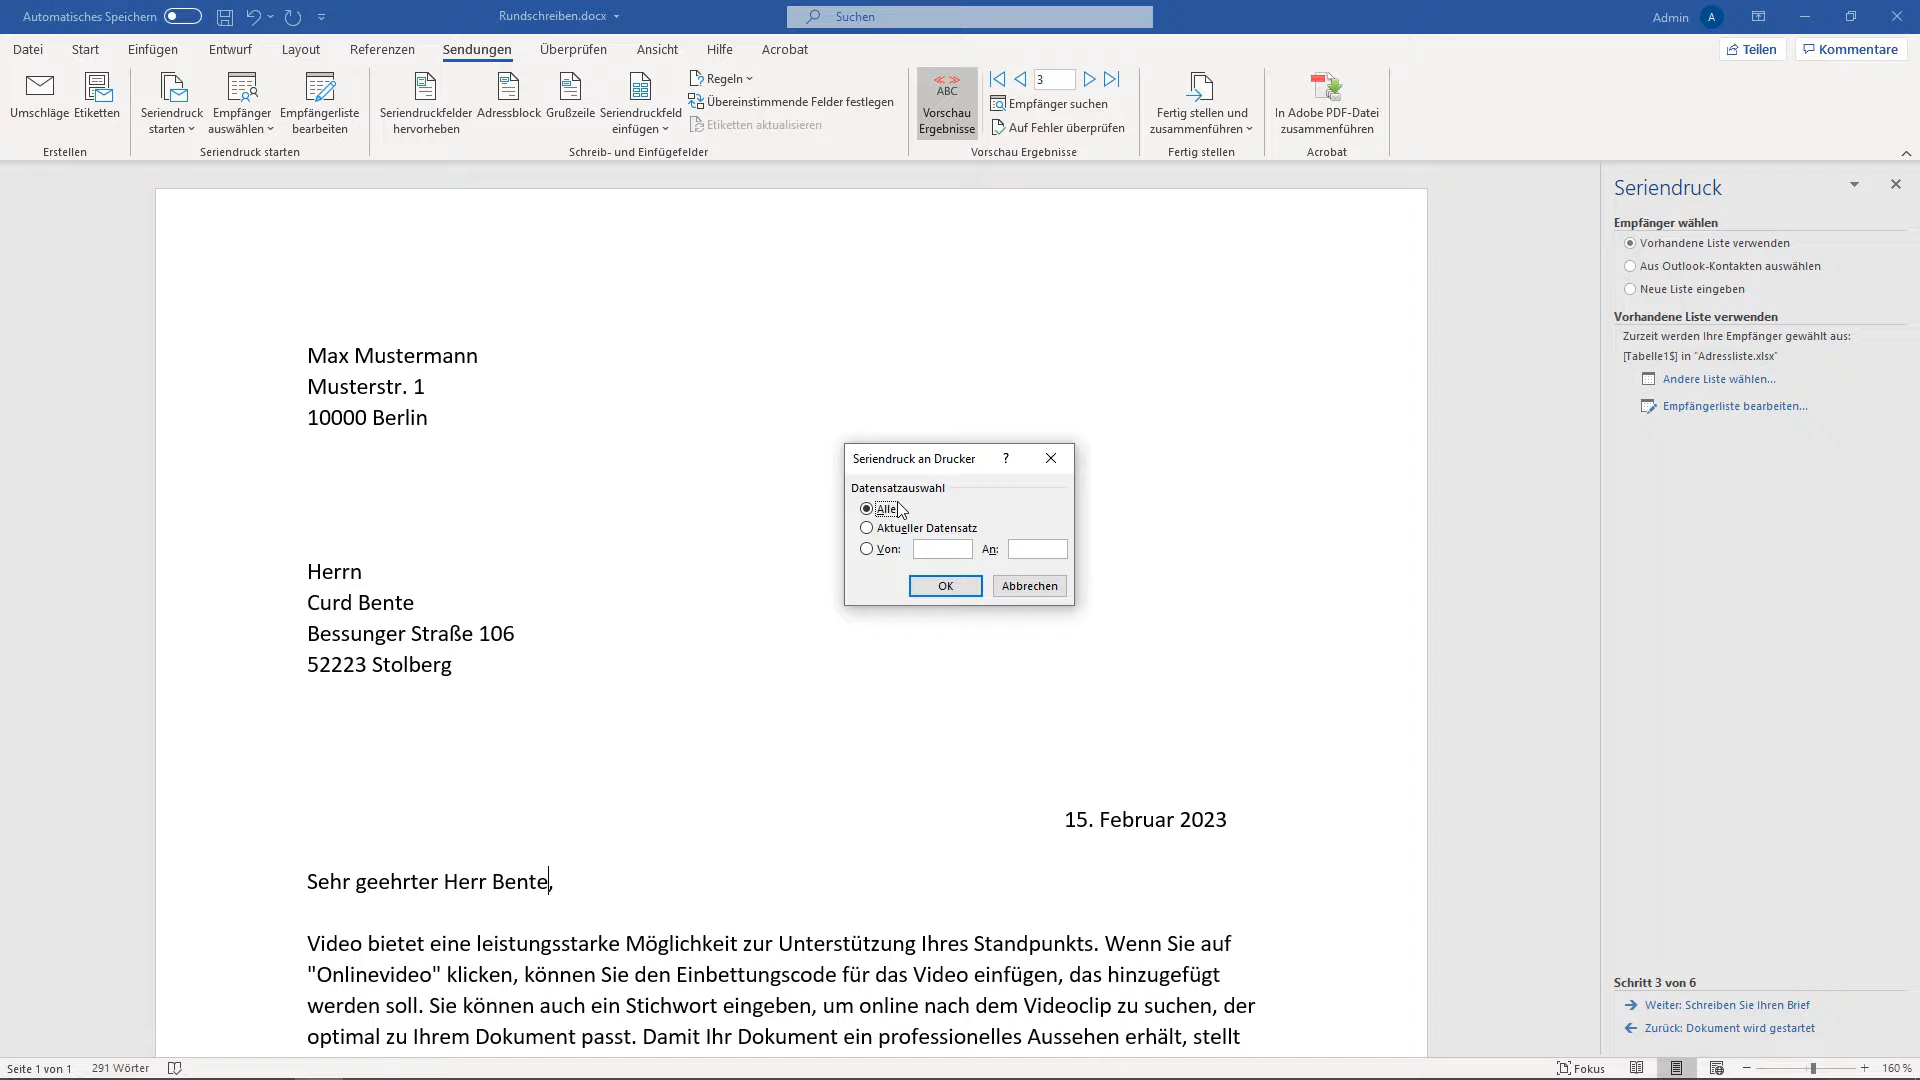 Automatisches Speichern
Rundschreiben.docx
Suchen
Admin
A
Datei
Start
Einfügen
Entwurf
Layout
Referenzen
Sendungen
Überprüfen
Ansicht
Hilfe
Acrobat
Teilen
Kommentare
Umschläge
Etiketten
Erstellen
Seriendruck
starten
Empfänger
auswählen
Empfängerliste
bearbeiten
Seriendruck starten
Seriendruckfelder
hervorheben
Adressblock
Grußzeile
Seriendruckfeld
einfügen
Regeln
Übereinstimmende Felder festlegen
Etiketten aktualisieren
Schreib- und Einfügefelder
ABC
Vorschau
Ergebnisse
3
Empfänger suchen
Auf Fehler überprüfen
Vorschau Ergebnisse
Fertig stellen und
zusammenführen
Fertig stellen
In Adobe PDF-Datei
zusammenführen
Acrobat
Max Mustermann
Musterstr. 1
10000 Berlin
Herrn
Curd Bente
Bessunger Straße 106
52223 Stolberg
15. Februar 2023
Sehr geehrter Herr Bente,
Video bietet eine leistungsstarke Möglichkeit zur Unterstützung Ihres Standpunkts. Wenn Sie auf
"Onlinevideo" klicken, können Sie den Einbettungscode für das Video einfügen, das hinzugefügt
werden soll. Sie können auch ein Stichwort eingeben, um online nach dem Videoclip zu suchen, der
optimal zu Ihrem Dokument passt. Damit Ihr Dokument ein professionelles Aussehen erhält, stellt
Seriendruck an Drucker
?
Datensatzauswahl
Alle
Aktueller Datensatz
Von:
An:
OK
Abbrechen
Seriendruck
Empfänger wählen
Vorhandene Liste verwenden
Aus Outlook-Kontakten auswählen
Neue Liste eingeben
Vorhandene Liste verwenden
Zurzeit werden Ihre Empfänger gewählt aus:
[Tabelle1$] in "Adressliste.xlsx"
Andere Liste wählen...
Empfängerliste bearbeiten...
Schritt 3 von 6
Weiter: Schreiben Sie Ihren Brief
Zurück: Dokument wird gestartet
Seite 1 von 1
291 Wörter
Fokus
160 %